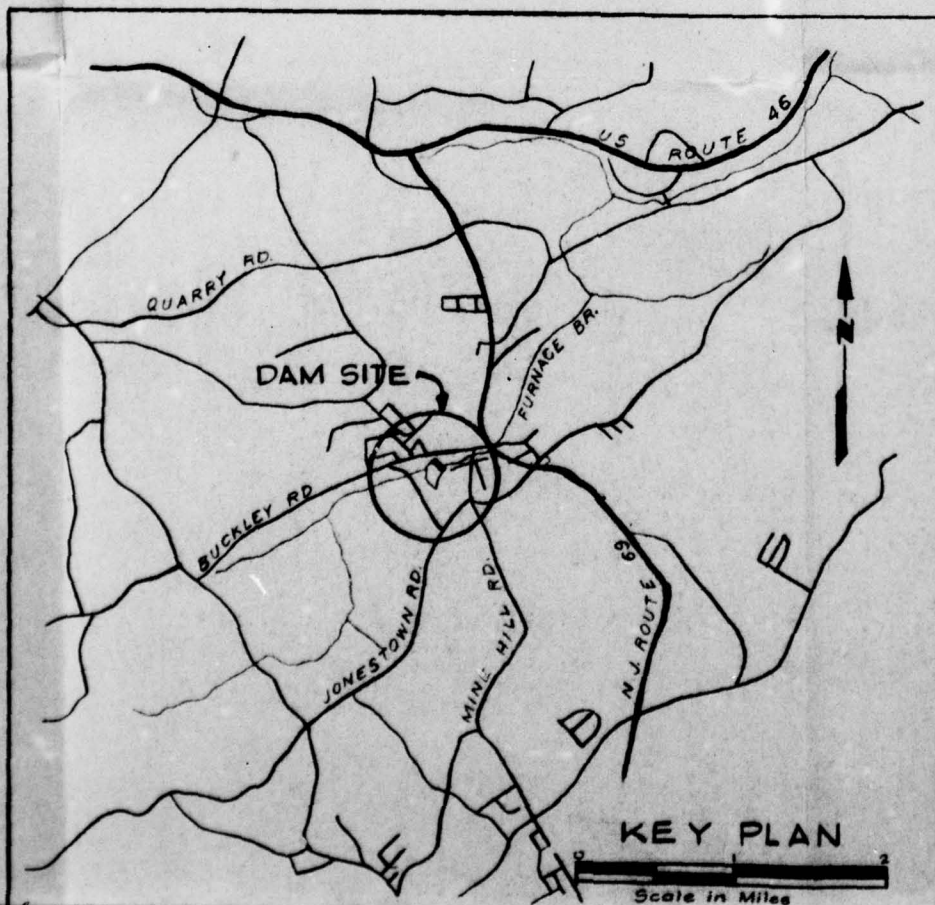 US ROUTE 46
QUARRY RD.
FURNACE BR.
N
DAM SITE
BUCKLEY RD
JONESTOWN RD.
MINE HILL RD.
N.J. ROUTE 69
KEY PLAN
0 1 2
Scale in Miles